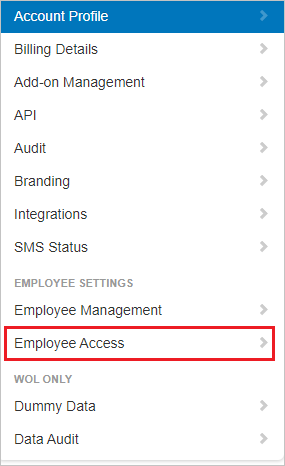 Account Profile
Billing Details
Add-on Management
API
Audit
Branding
Integrations
SMS Status
EMPLOYEE SETTINGS
Employee Management
Employee Access
WOL ONLY
Dummy Data
Data Audit